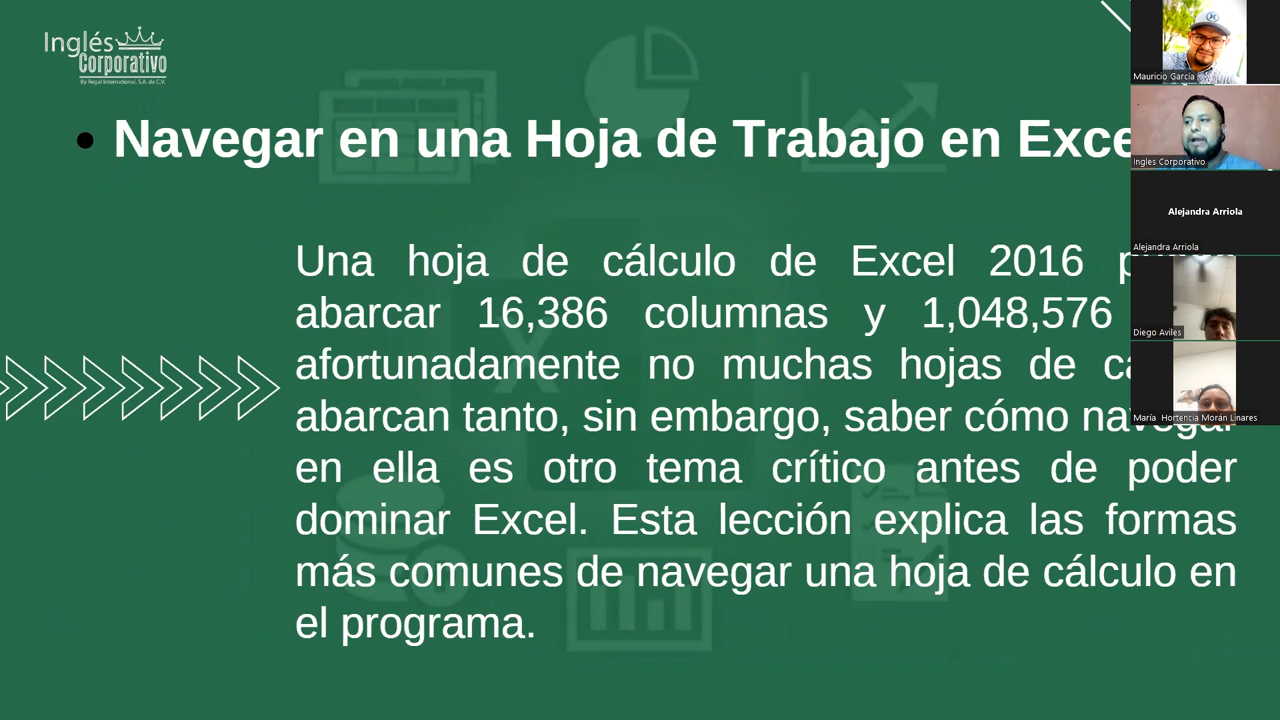 Inglés
Corporativo
By Regal International, S.A. de C.V.
• Navegar en una Hoja de Trabajo en
Una hoja de cálculo de Excel 2016
abarcar 16,386 columnas y 1,048,576
afortunadamente no muchas hojas de
abarcan tanto, sin embargo, saber cómo navegar
en ella es otro tema crítico antes de poder
dominar Excel. Esta lección explica las formas
más comunes de navegar una hoja de cálculo en
el programa.
Mauricio García
Ingles Corporativo
Alejandra Arriola
Alejandra Arriola
Diego Aviles
María Hortencia Morán Linares